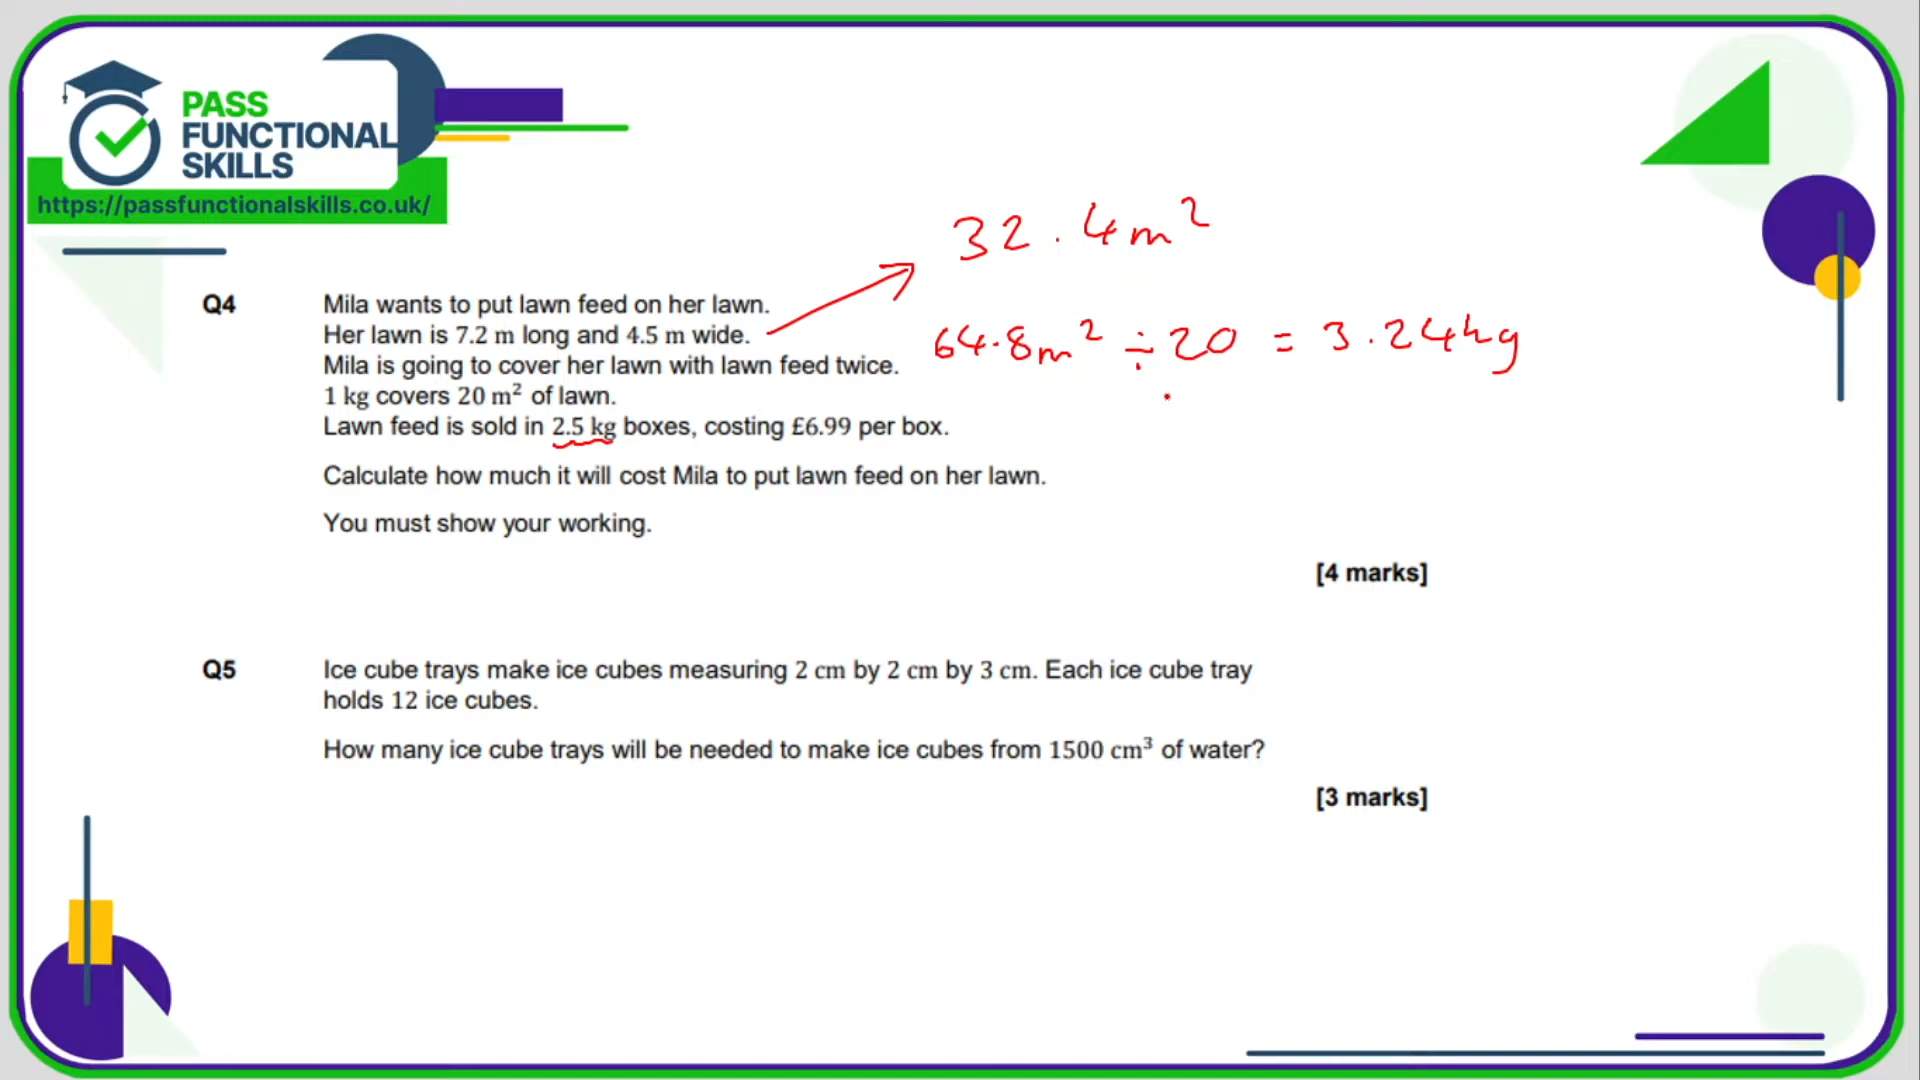 PASS
FUNCTIONAL
SKILLS
https://passfunctionalskills.co.uk/
32.4m²
Q4 Mila wants to put lawn feed on her lawn.
Her lawn is 7.2 m long and 4.5 m wide.
64.8m² ÷ 20 = 3.24kg
Mila is going to cover her lawn with lawn feed twice.
1 kg covers 20 m² of lawn.
Lawn feed is sold in 2.5 kg boxes, costing £6.99 per box.
Calculate how much it will cost Mila to put lawn feed on her lawn.
You must show your working.
[4 marks]
Q5 Ice cube trays make ice cubes measuring 2 cm by 2 cm by 3 cm. Each ice cube tray
holds 12 ice cubes.
How many ice cube trays will be needed to make ice cubes from 1500 cm³ of water?
[3 marks]